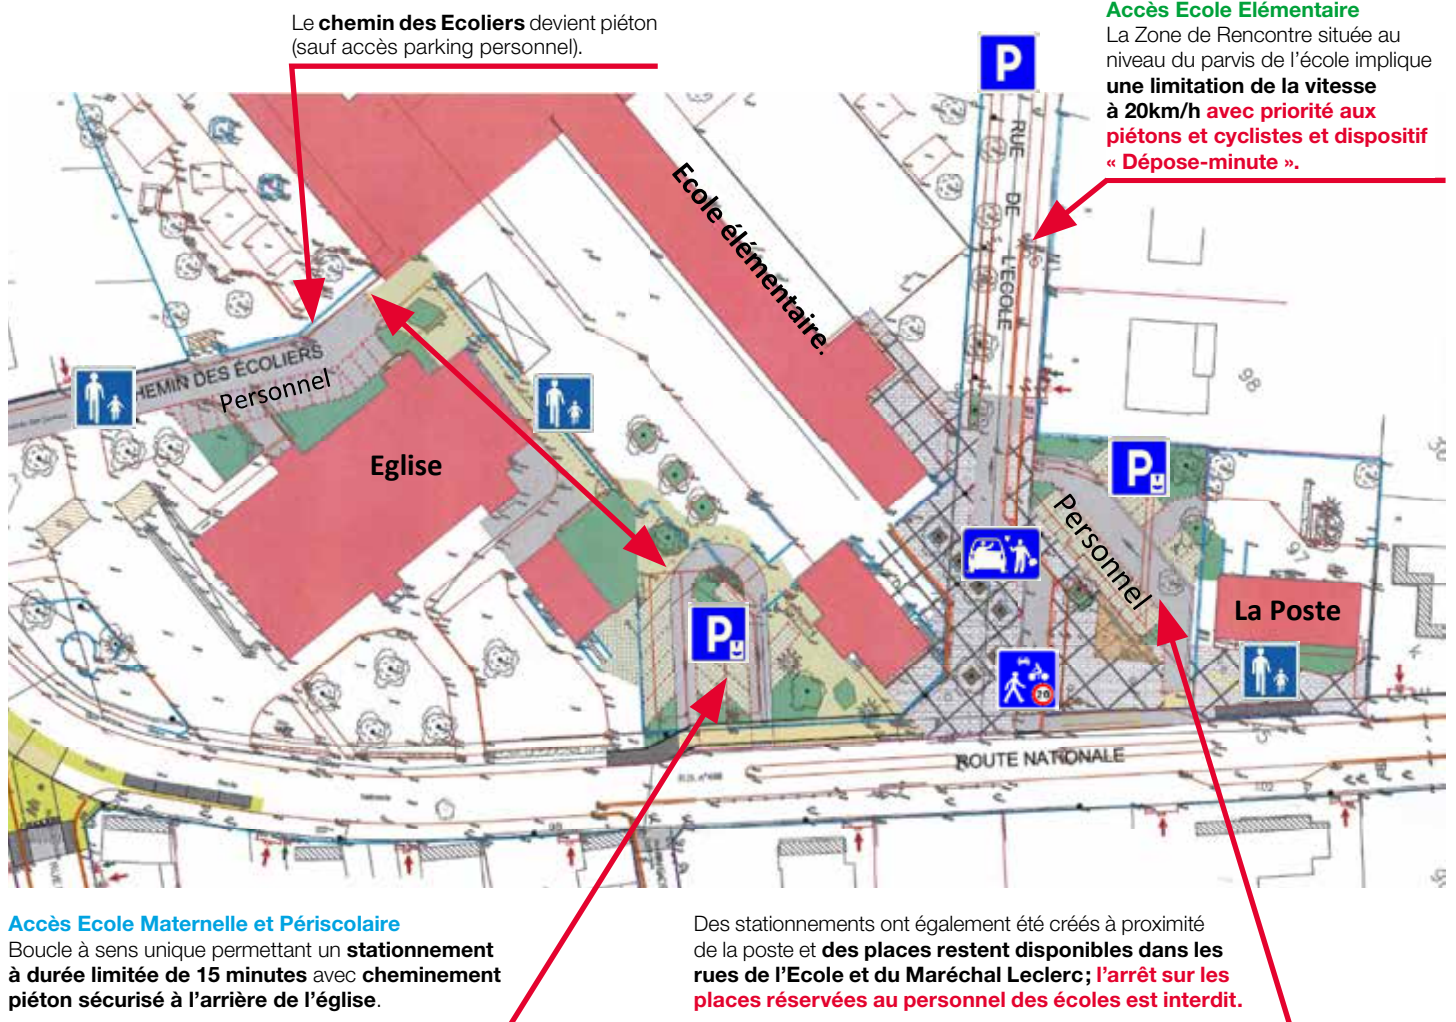 Le chemin des Ecoliers devient piéton
(sauf accès parking personnel).
Accès Ecole Elémentaire
La Zone de Rencontre située au
niveau du parvis de l’école implique
une limitation de la vitesse
à 20km/h avec priorité aux
piétons et cyclistes et dispositif
« Dépose-minute ».
P
RUE DE L'ECOLE
Ecole élémentaire.
HEMIN DES ÉCOLIERS
Personnel
Eglise
P
98
Personnel
97
P
La Poste
20
ROUTE NATIONALE
Accès Ecole Maternelle et Périscolaire
Boucle à sens unique permettant un stationnement
à durée limitée de 15 minutes avec cheminement
piéton sécurisé à l’arrière de l’église.
Des stationnements ont également été créés à proximité
de la poste et des places restent disponibles dans les
rues de l’Ecole et du Maréchal Leclerc ; l’arrêt sur les
places réservées au personnel des écoles est interdit.